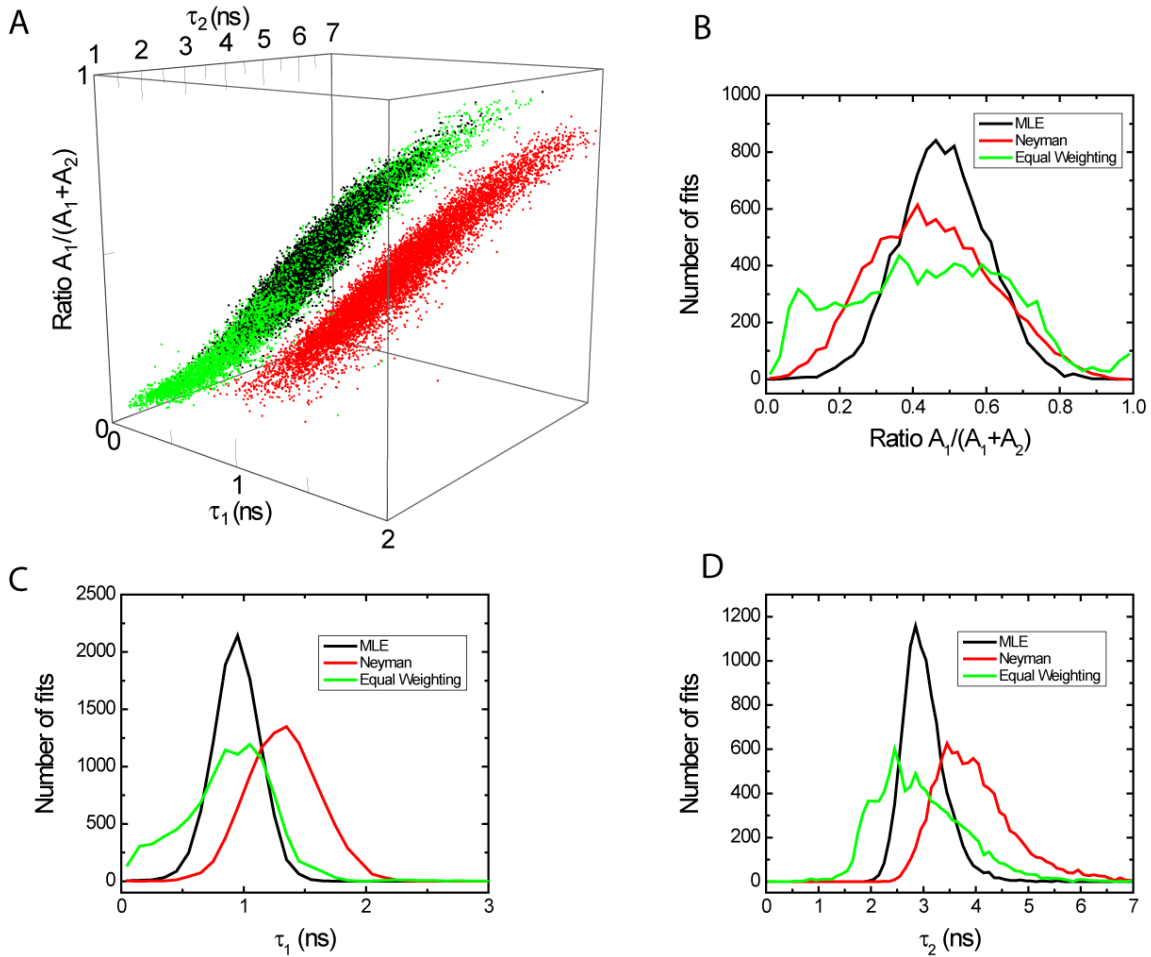 A
τ2 (ns)
1 2 3 4 5 6 7
1
Ratio A1/(A1+A2)
0
0
1
τ1 (ns)
2
B
1000
800
600
400
200
0
Number of fits
MLE
Neyman
Equal Weighting
0.0 0.2 0.4 0.6 0.8 1.0
Ratio A1/(A1+A2)
C
2500
2000
1500
1000
500
0
Number of fits
MLE
Neyman
Equal Weighting
0 1 2 3
τ1 (ns)
D
1200
1000
800
600
400
200
0
Number of fits
MLE
Neyman
Equal Weighting
0 1 2 3 4 5 6 7
τ2 (ns)